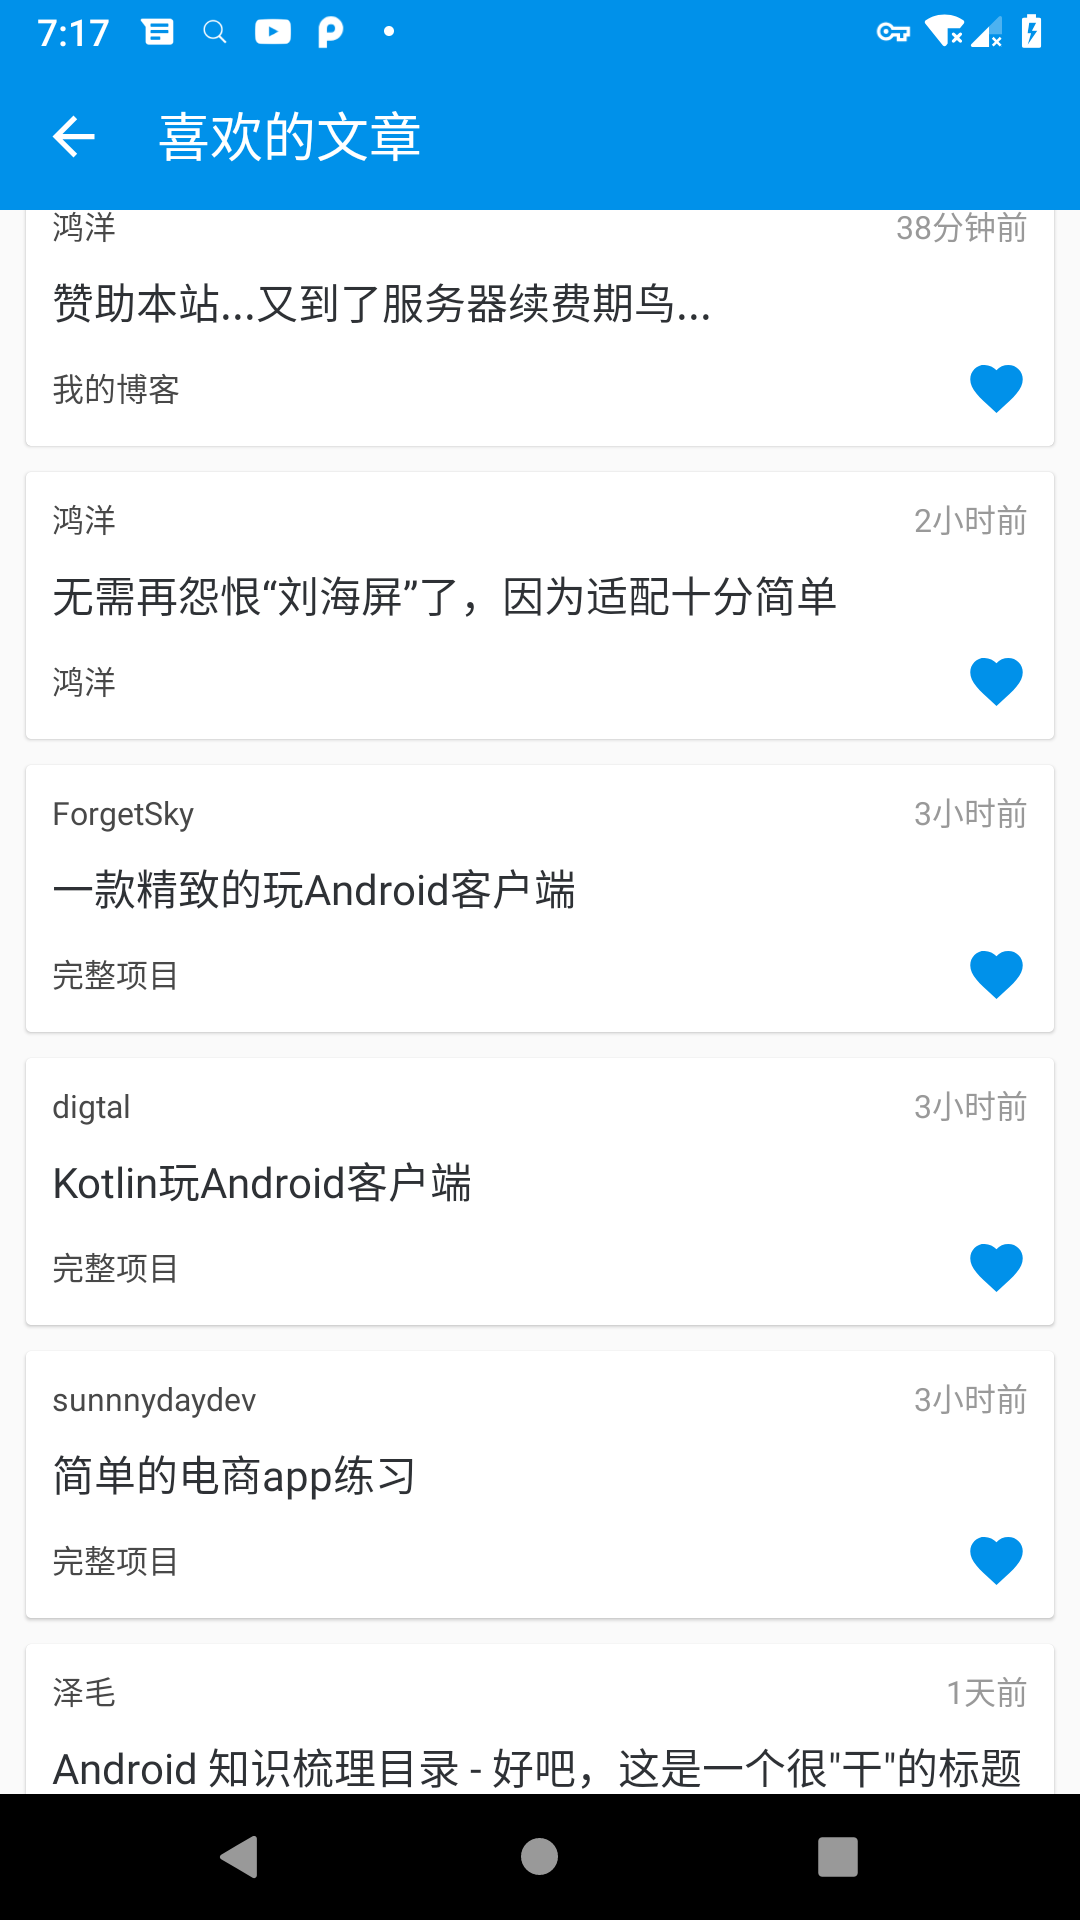 7:17
喜欢的文章
鸿洋 38分钟前
赞助本站...又到了服务器续费期鸟...
我的博客
鸿洋 2小时前
无需再怨恨“刘海屏”了，因为适配十分简单
鸿洋
ForgetSky 3小时前
一款精致的玩Android客户端
完整项目
digtal 3小时前
Kotlin玩Android客户端
完整项目
sunnnydaydev 3小时前
简单的电商app练习
完整项目
泽毛 1天前
Android 知识梳理目录 - 好吧，这是一个很"干"的标题